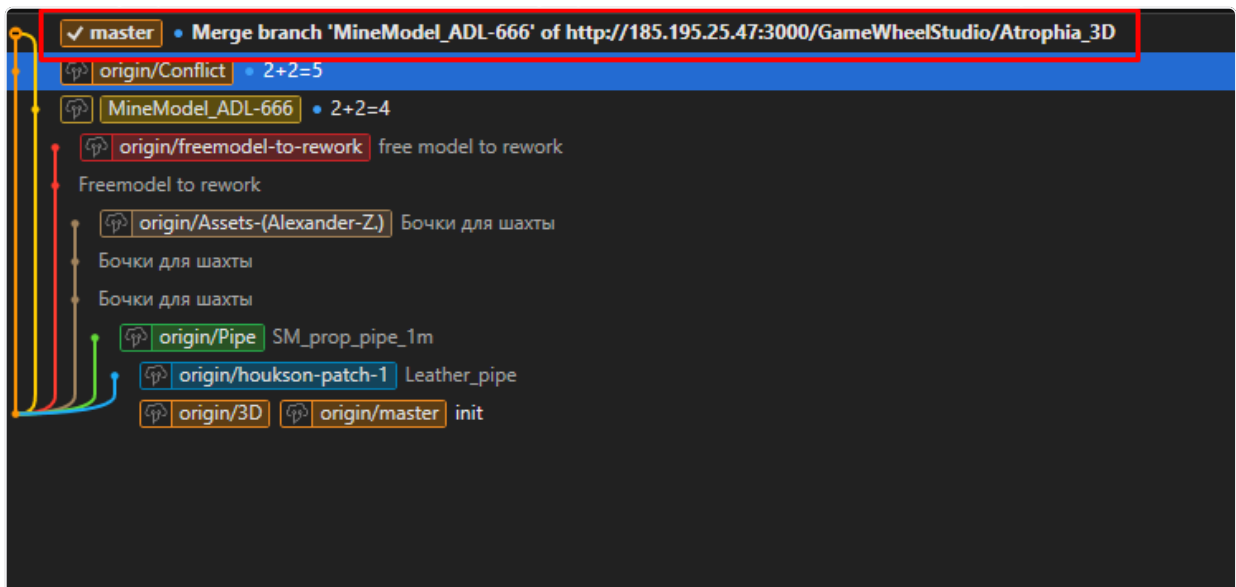 master • Merge branch 'MineModel_ADL-666' of http://185.195.25.47:3000/GameWheelStudio/Atrophia_3D
origin/Conflict • 2+2=5
MineModel_ADL-666 • 2+2=4
origin/freemodel-to-rework free model to rework
Freemodel to rework
origin/Assets-(Alexander-Z.) Бочки для шахты
Бочки для шахты
Бочки для шахты
origin/Pipe SM_prop_pipe_1m
origin/houkson-patch-1 Leather_pipe
origin/3D origin/master init